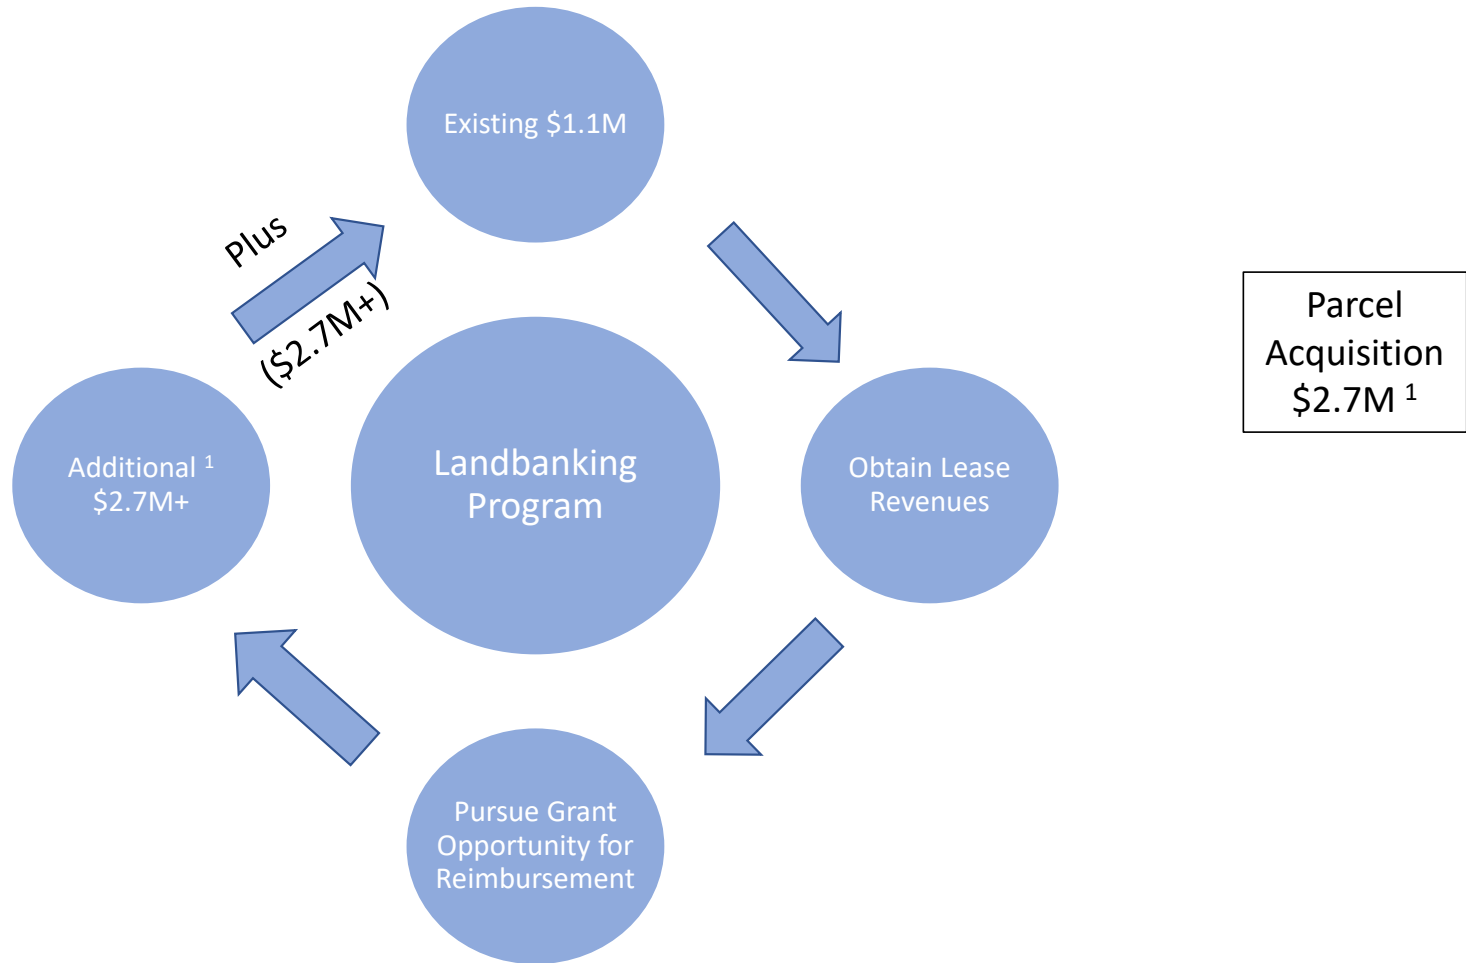 Existing $1.1M
Plus
($2.7M+)
Parcel
Acquisition
$2.7M ¹
Landbanking
Program
Additional ¹
$2.7M+
Obtain Lease
Revenues
Pursue Grant
Opportunity for
Reimbursement